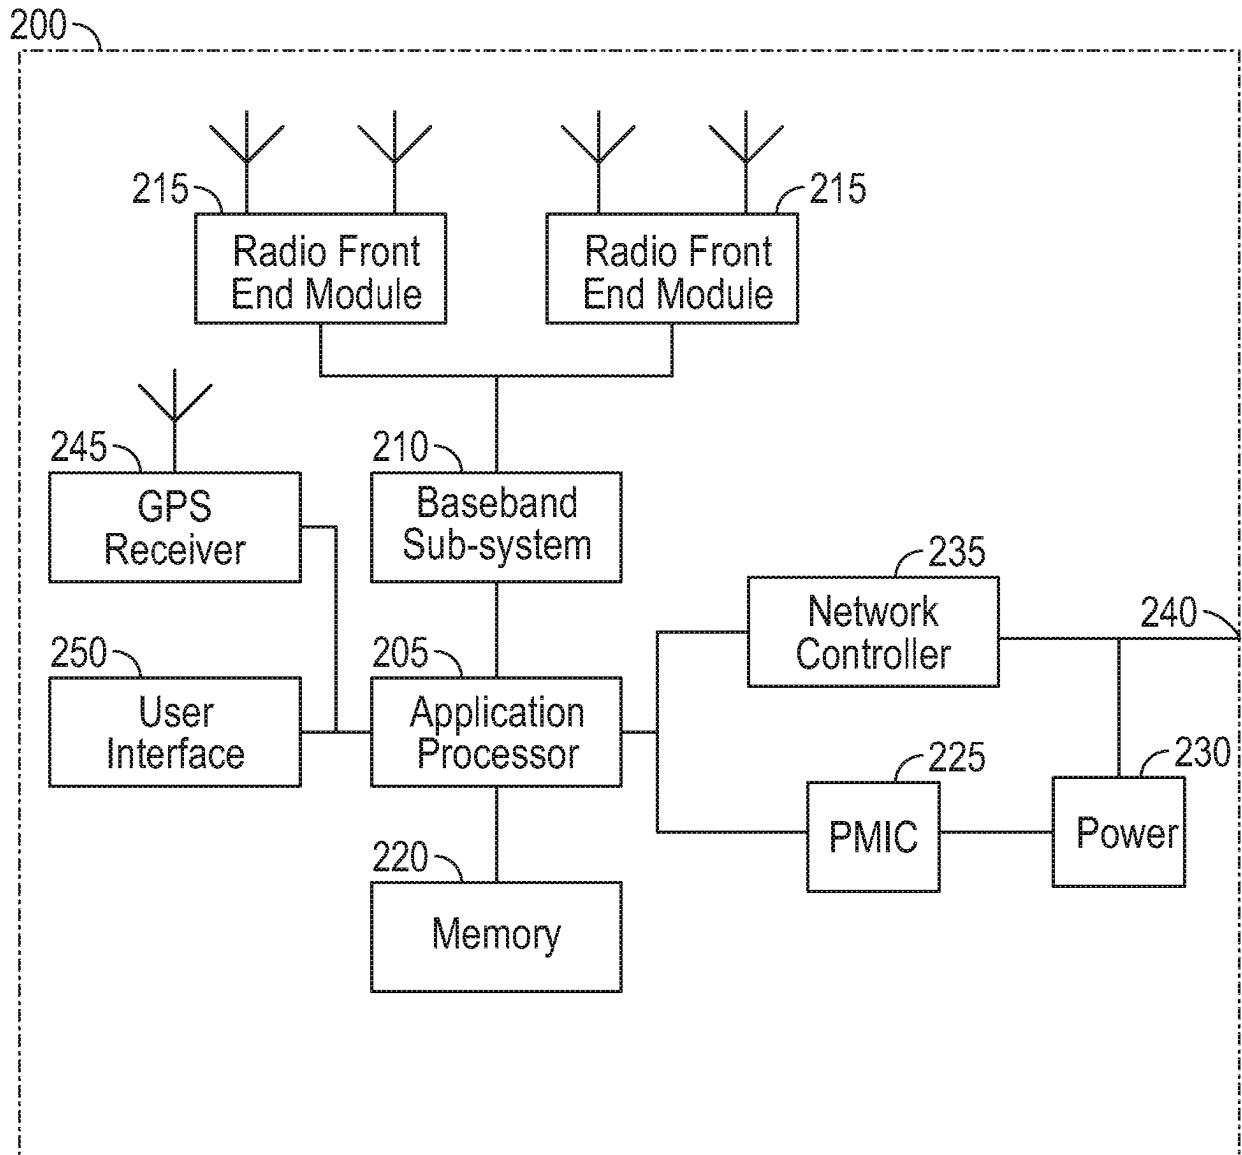 200
215
Radio Front
End Module
215
Radio Front
End Module
245
GPS
Receiver
210
Baseband
Sub-system
235
Network
Controller
240
250
User
Interface
205
Application
Processor
225
PMIC
230
Power
220
Memory